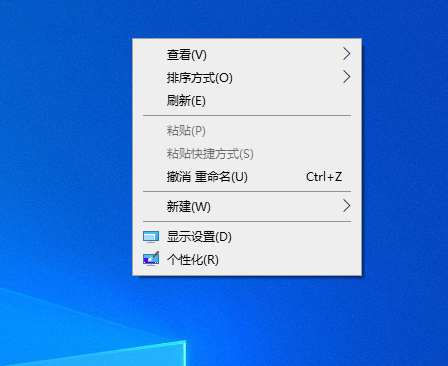 查看(V)
排序方式(O)
刷新(E)
粘贴(P)
粘贴快捷方式(S)
撤消 重命名(U) Ctrl+Z
新建(W)
显示设置(D)
个性化(R)